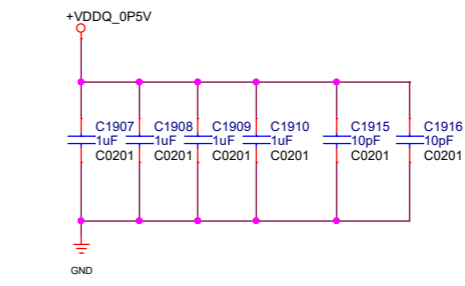 +VDDQ_0P5V
C1907 C1908 C1909 C1910 C1915 C1916
1uF 1uF 1uF 1uF 10pF 10pF
C0201 C0201 C0201 C0201 C0201 C0201
GND